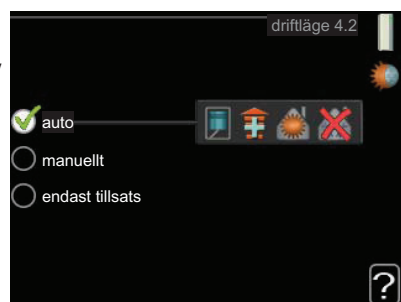 driftläge 4.2
auto
manuellt
endast tillsats
?